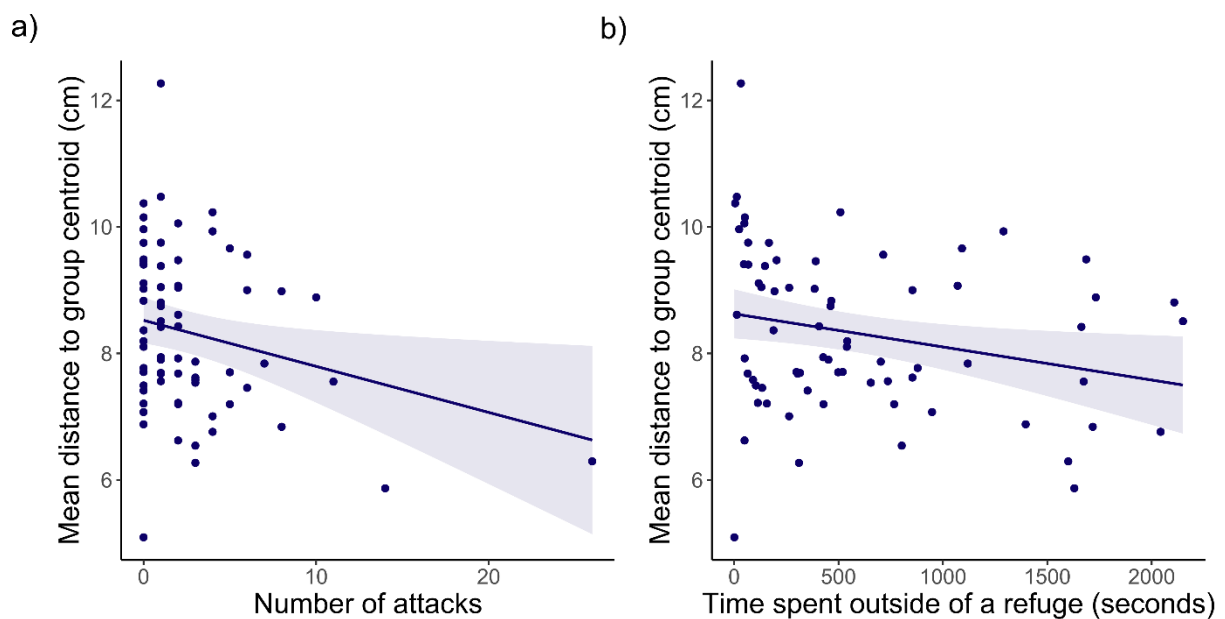 a)
Mean distance to group centroid (cm)
12
10
8
6
0
10
20
Number of attacks
b)
Mean distance to group centroid (cm)
12
10
8
6
0
500
1000
1500
2000
Time spent outside of a refuge (seconds)